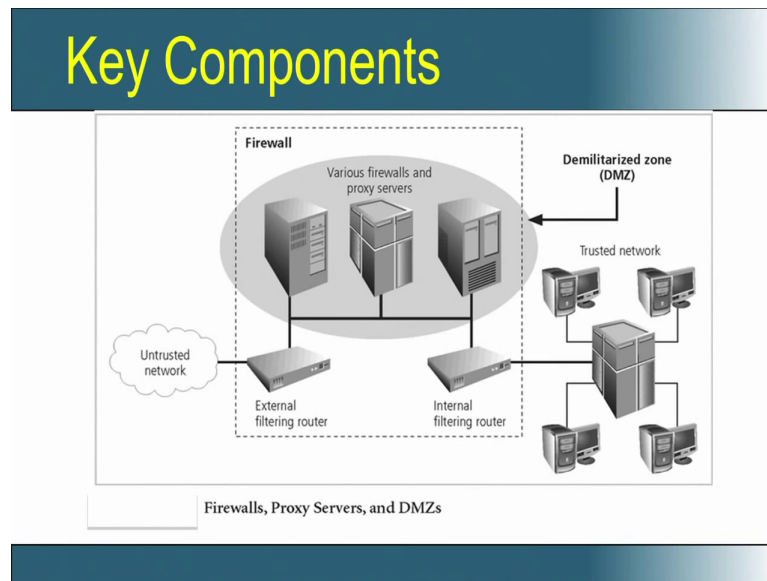 Key Components
Firewall
Various firewalls and
proxy servers
Demilitarized zone
(DMZ)
Trusted network
Untrusted
network
External
filtering router
Internal
filtering router
Firewalls, Proxy Servers, and DMZs